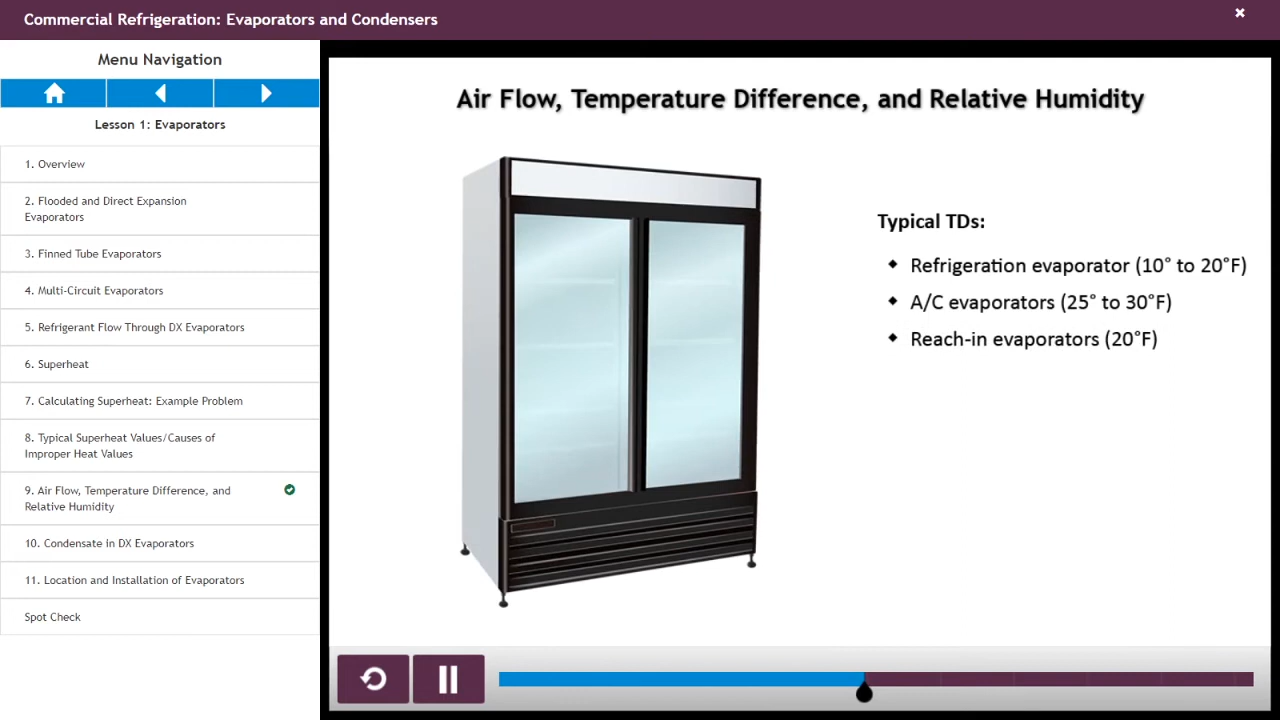 Commercial Refrigeration: Evaporators and Condensers
Menu Navigation
Lesson 1: Evaporators
1. Overview
2. Flooded and Direct Expansion
Evaporators
3. Finned Tube Evaporators
4. Multi-Circuit Evaporators
5. Refrigerant Flow Through DX Evaporators
6. Superheat
7. Calculating Superheat: Example Problem
8. Typical Superheat Values/Causes of
Improper Heat Values
9. Air Flow, Temperature Difference, and
Relative Humidity
10. Condensate in DX Evaporators
11. Location and Installation of Evaporators
Spot Check
Air Flow, Temperature Difference, and Relative Humidity
Typical TDs:
◆ Refrigeration evaporator (10° to 20°F)
◆ A/C evaporators (25° to 30°F)
◆ Reach-in evaporators (20°F)